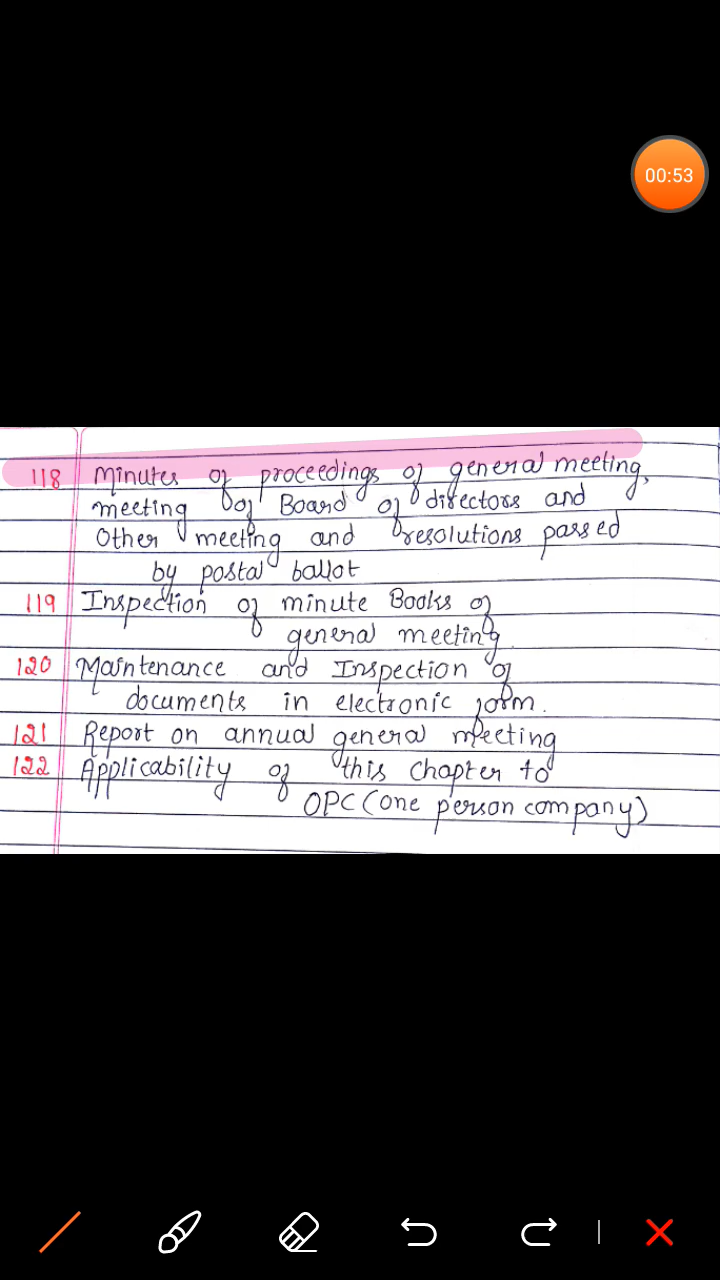 00:53
118 Minutes of proceedings of general meeting,
meeting of Board of directors and
Other meeting and resolutions passed
by postal ballot
119 Inspection of minute Books of
general meeting.
120 Maintenance and Inspection of
documents in electronic form.
121 Report on annual general meeting
122 Applicability of this Chapter to
OPC (one person company)